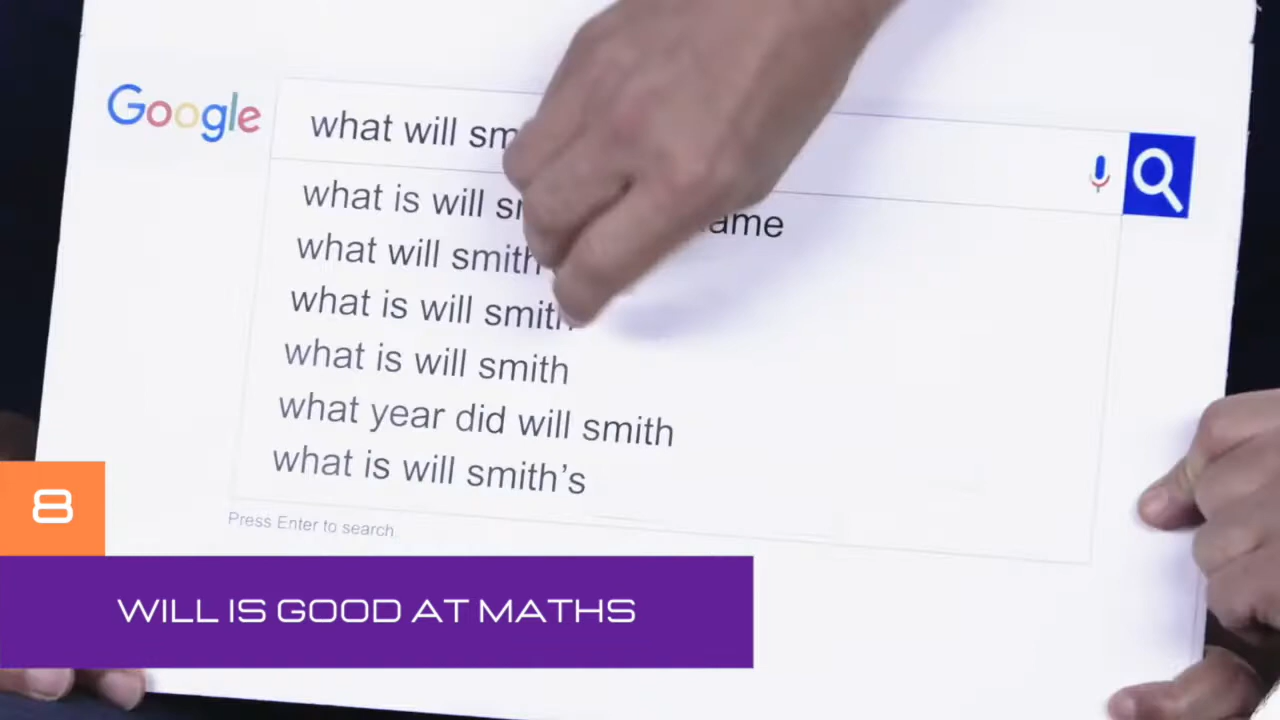 Google
what will
what is will ame
what will smith
what is will smith
what is will smith
what year did will smith
what is will smith's
Press Enter to search
8
WILL IS GOOD AT MATHS